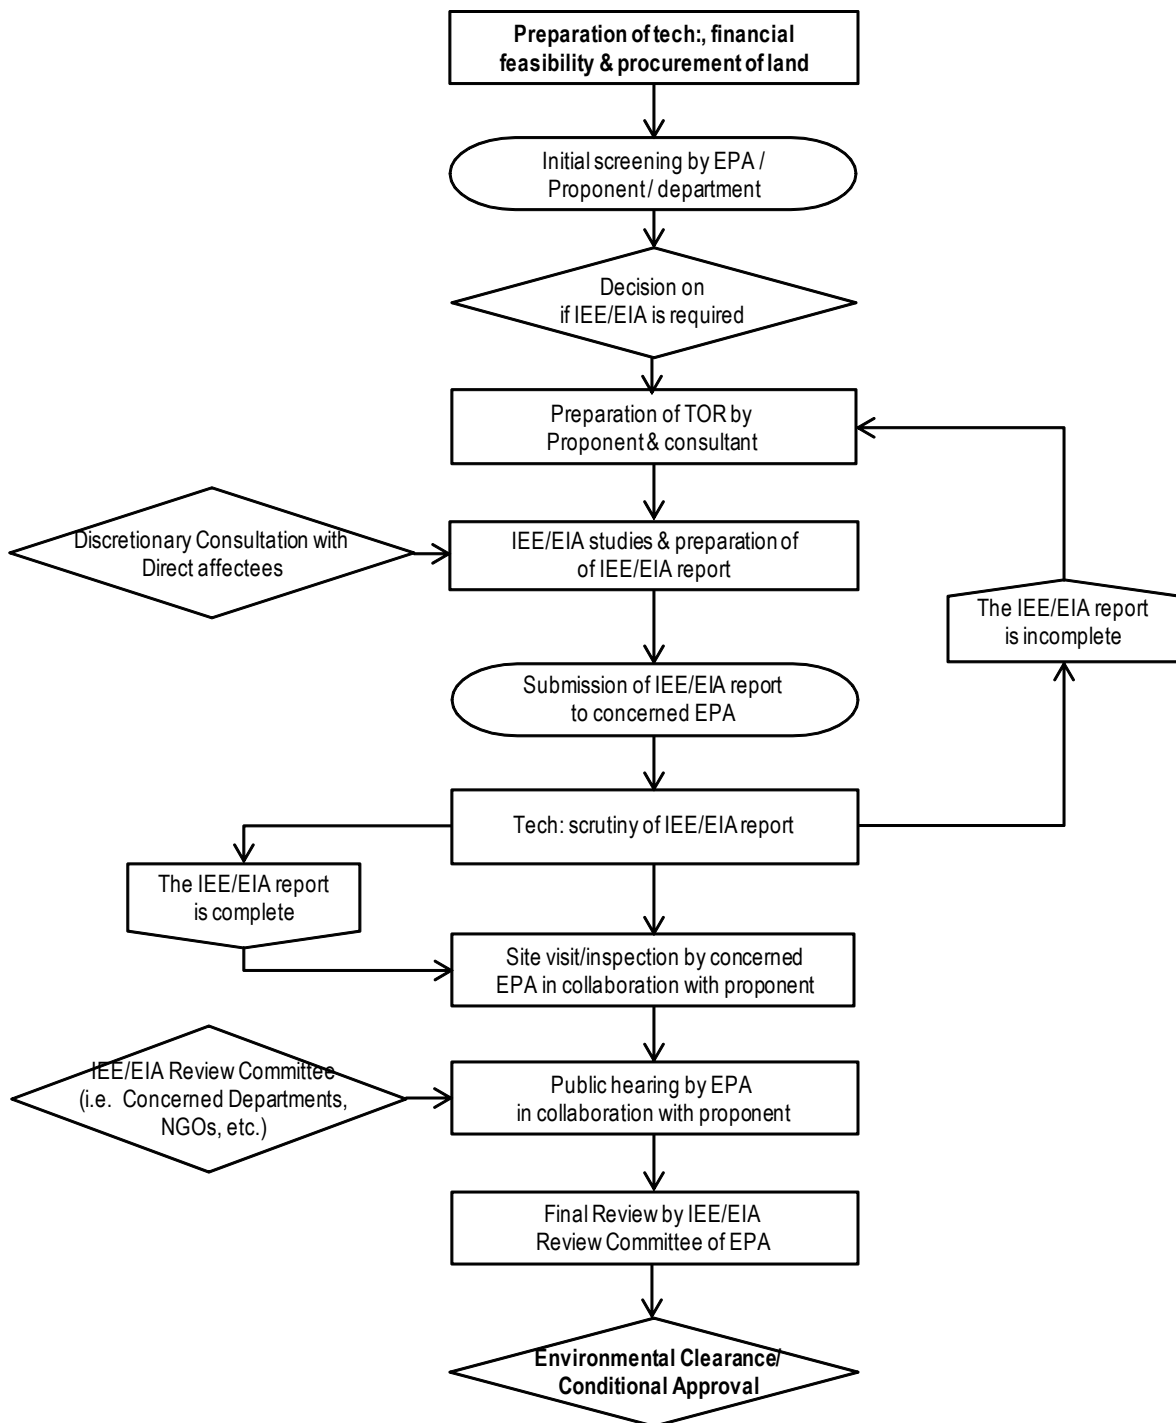 Preparation of tech:, financial
feasibility & procurement of land
Initial screening by EPA /
Proponent / department
Decision on
if IEE/EIA is required
Preparation of TOR by
Proponent & consultant
Discretionary Consultation with
Direct affectees
IEE/EIA studies & preparation of
of IEE/EIA report
The IEE/EIA report
is incomplete
Submission of IEE/EIA report
to concerned EPA
Tech: scrutiny of IEE/EIA report
The IEE/EIA report
is complete
Site visit/inspection by concerned
EPA in collaboration with proponent
IEE/EIA Review Committee
(i.e. Concerned Departments,
NGOs, etc.)
Public hearing by EPA
in collaboration with proponent
Final Review by IEE/EIA
Review Committee of EPA
Environmental Clearance/
Conditional Approval